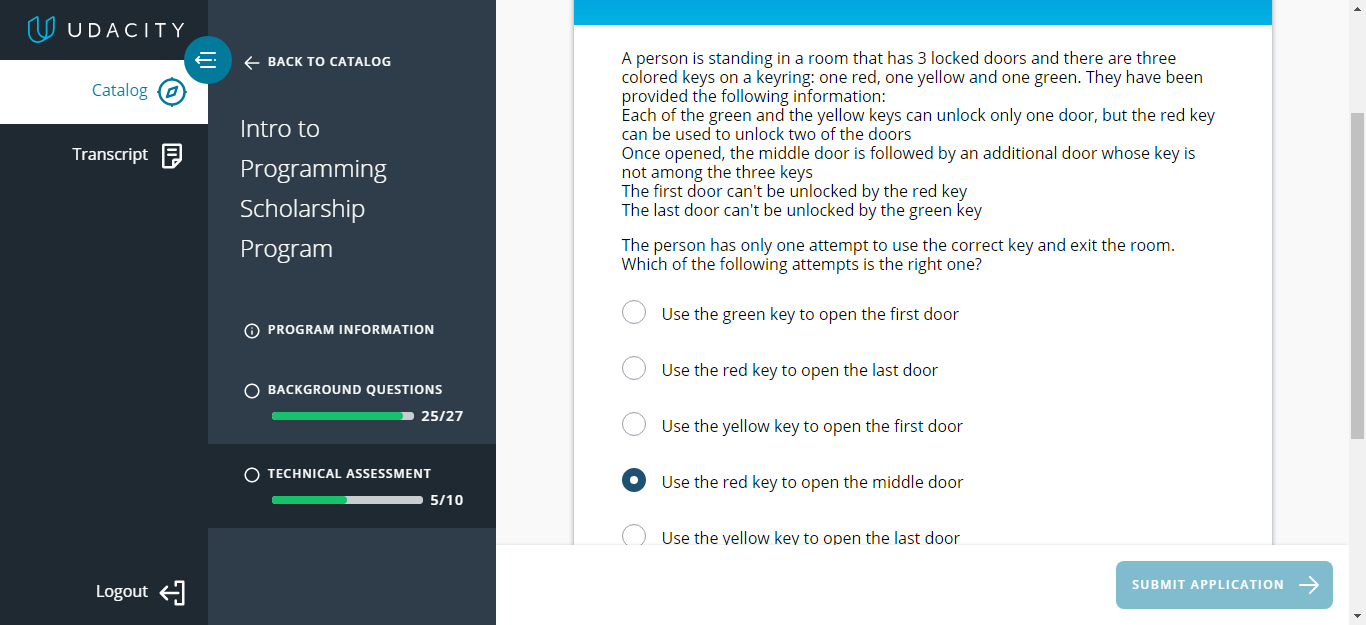 UDACITY
Catalog
Transcript
Logout
BACK TO CATALOG
Intro to
Programming
Scholarship
Program
PROGRAM INFORMATION
BACKGROUND QUESTIONS
25/27
TECHNICAL ASSESSMENT
5/10
A person is standing in a room that has 3 locked doors and there are three
colored keys on a keyring: one red, one yellow and one green. They have been
provided the following information:
Each of the green and the yellow keys can unlock only one door, but the red key
can be used to unlock two of the doors
Once opened, the middle door is followed by an additional door whose key is
not among the three keys
The first door can't be unlocked by the red key
The last door can't be unlocked by the green key
The person has only one attempt to use the correct key and exit the room.
Which of the following attempts is the right one?
Use the green key to open the first door
Use the red key to open the last door
Use the yellow key to open the first door
Use the red key to open the middle door
Use the yellow key to open the last door
SUBMIT APPLICATION